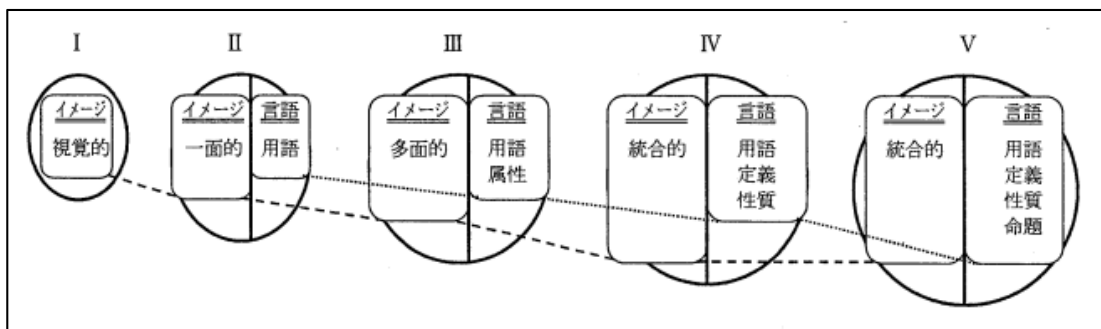 I
イメージ
視覚的
II
イメージ
一面的
言語
用語
III
イメージ
多面的
言語
用語
属性
IV
イメージ
統合的
言語
用語
定義
性質
V
イメージ
統合的
言語
用語
定義
性質
命題